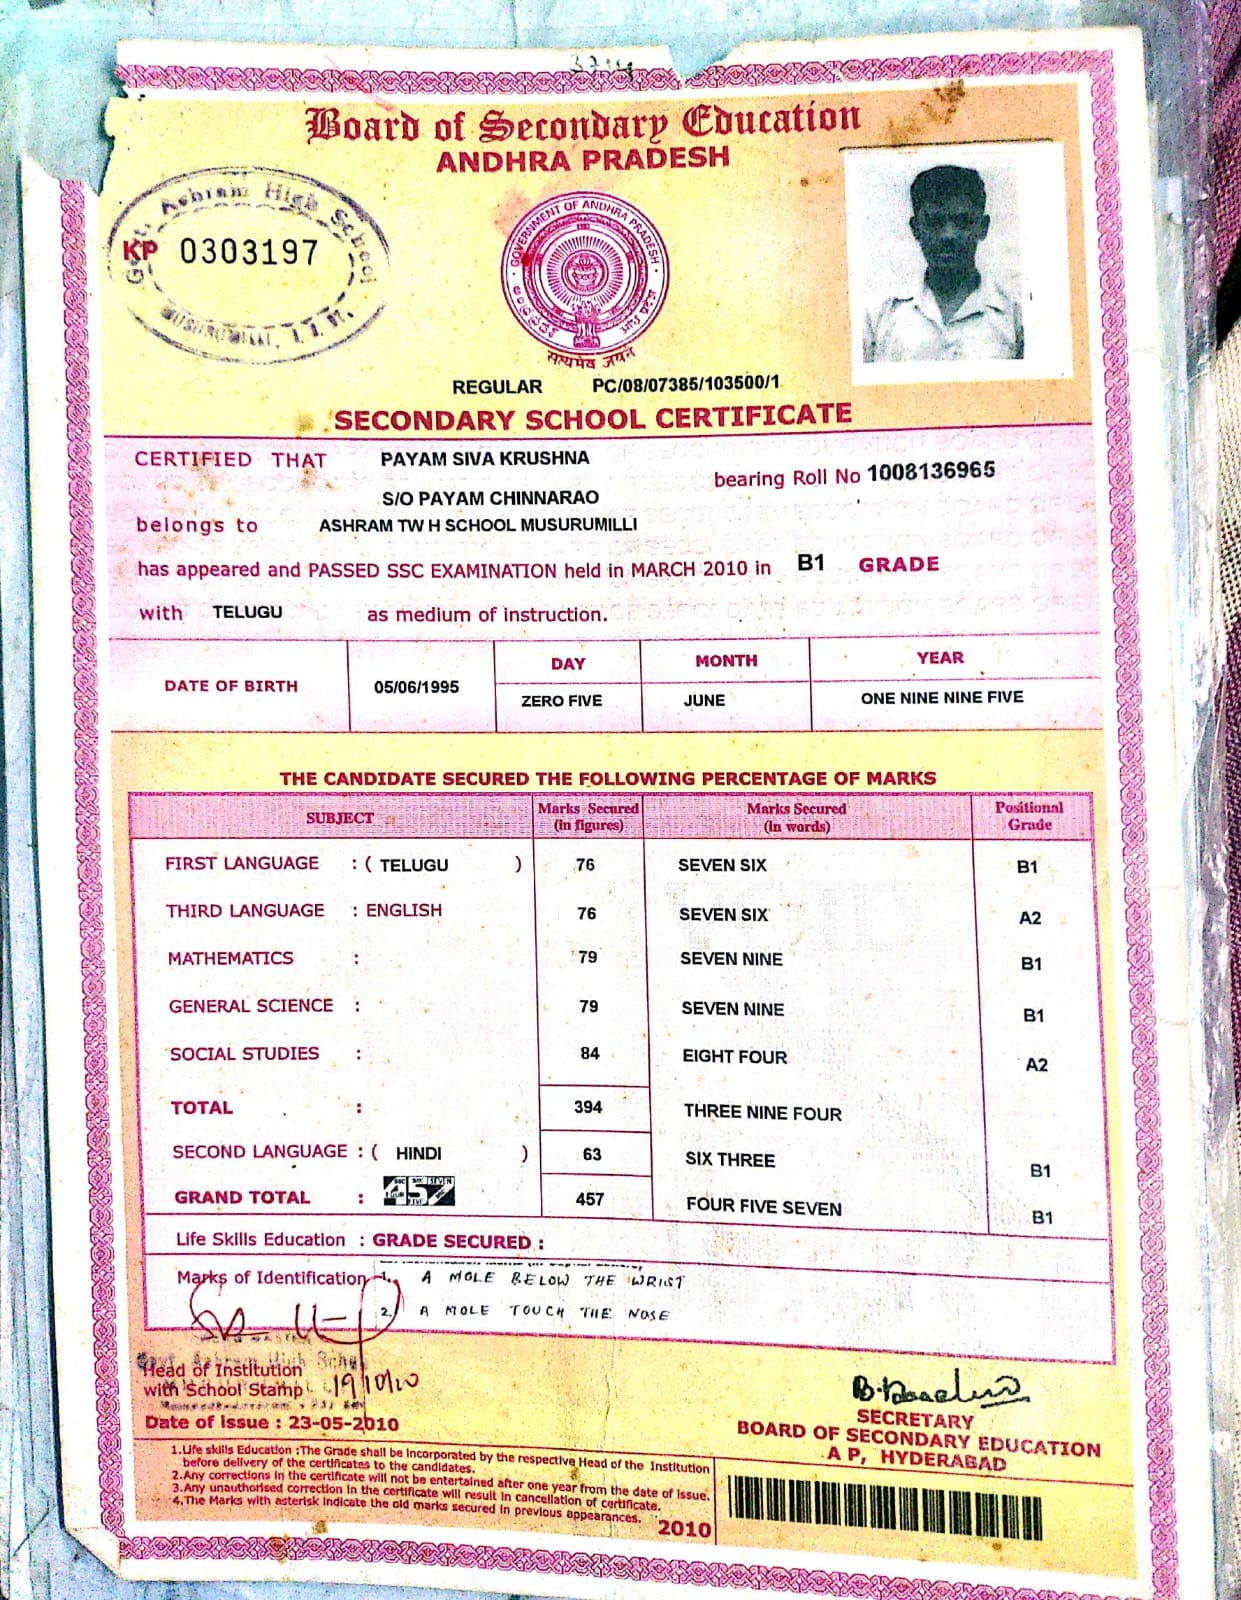 3714
Board of Secondary Education
ANDHRA PRADESH
Govt. Ashram High School
KP 0303197
MUSURUMILLI,
GOVERNMENT OF ANDHRA PRADESH
सत्यमेव जयते
REGULAR PC/08/07385/103500/1
SECONDARY SCHOOL CERTIFICATE
CERTIFIED THAT PAYAM SIVA KRUSHNA
bearing Roll No 1008136965
S/O PAYAM CHINNARAO
belongs to ASHRAM TW H SCHOOL MUSURUMILLI
has appeared and PASSED SSC EXAMINATION held in MARCH 2010 in B1 GRADE
with TELUGU as medium of instruction.
DATE OF BIRTH 05/06/1995 DAY MONTH YEAR
ZERO FIVE JUNE ONE NINE NINE FIVE
THE CANDIDATE SECURED THE FOLLOWING PERCENTAGE OF MARKS
SUBJECT Marks Secured (in figures) Marks Secured (in words) Positional Grade
FIRST LANGUAGE : ( TELUGU ) 76 SEVEN SIX B1
THIRD LANGUAGE : ENGLISH 76 SEVEN SIX A2
MATHEMATICS : 79 SEVEN NINE B1
GENERAL SCIENCE : 79 SEVEN NINE B1
SOCIAL STUDIES : 84 EIGHT FOUR A2
TOTAL : 394 THREE NINE FOUR
SECOND LANGUAGE : ( HINDI ) 63 SIX THREE B1
GRAND TOTAL : 457 FOUR FIVE SEVEN B1
Life Skills Education : GRADE SECURED :
Marks of Identification 1. A MOLE BELOW THE WRIST
2. A MOLE TOUCH THE NOSE
Govt. Ashram High School
Head of Institution
with School Stamp 19/10/10
Date of Issue : 23-05-2010
SECRETARY
BOARD OF SECONDARY EDUCATION
A P, HYDERABAD
1.Life skills Education :The Grade shall be incorporated by the respective Head of the Institution
before delivery of the certificates to the candidates.
2.Any corrections in the certificate will not be entertained after one year from the date of issue.
3.Any unauthorised correction in the certificate will result in cancellation of certificate.
4.The Marks with asterisk indicate the old marks secured in previous appearances.
2010